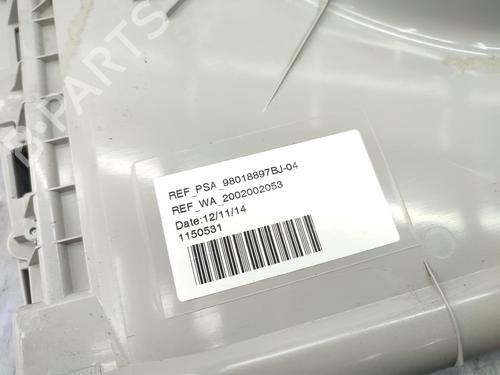 B-PARTS
REF_PSA_98018897BJ-04
REF_WA_2002002053
Date:12/11/14
1150531